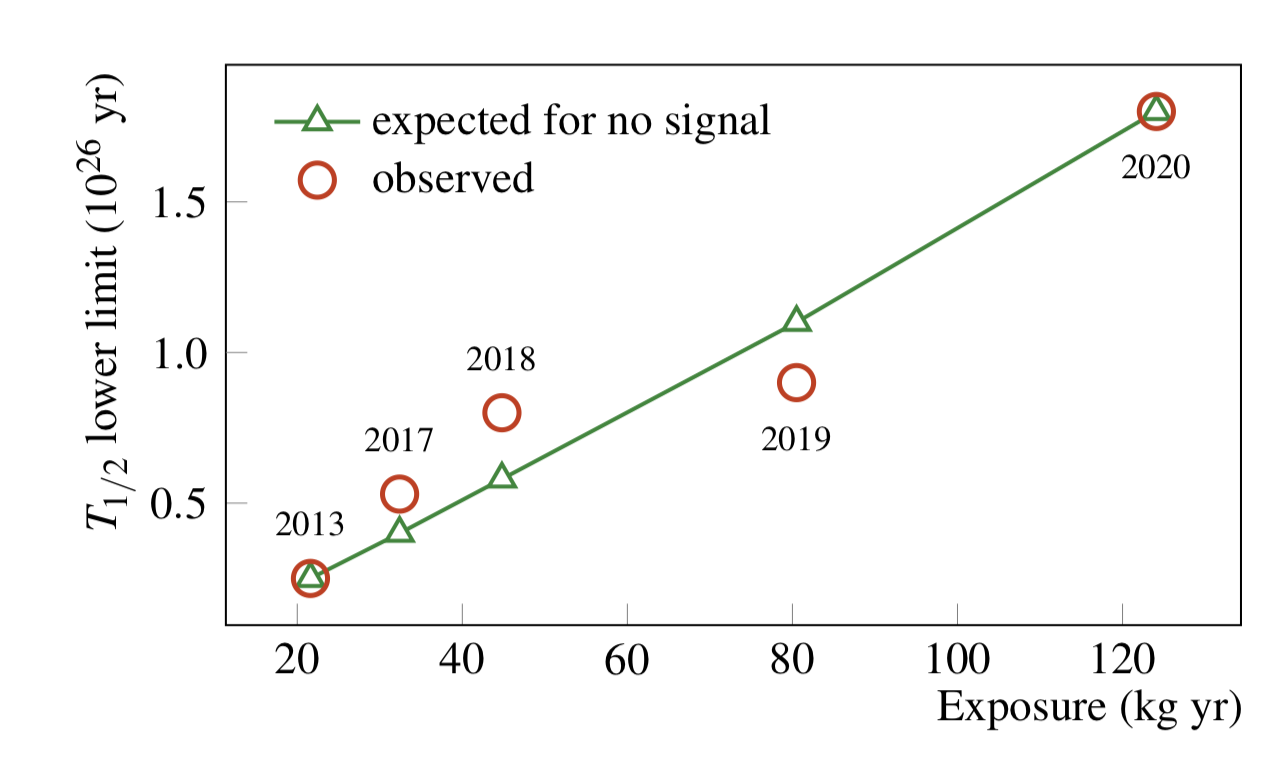 expected for no signal
observed
T1/2 lower limit (10^26 yr)
1.5
1.0
0.5
2013
2017
2018
2019
2020
20 40 60 80 100 120
Exposure (kg yr)